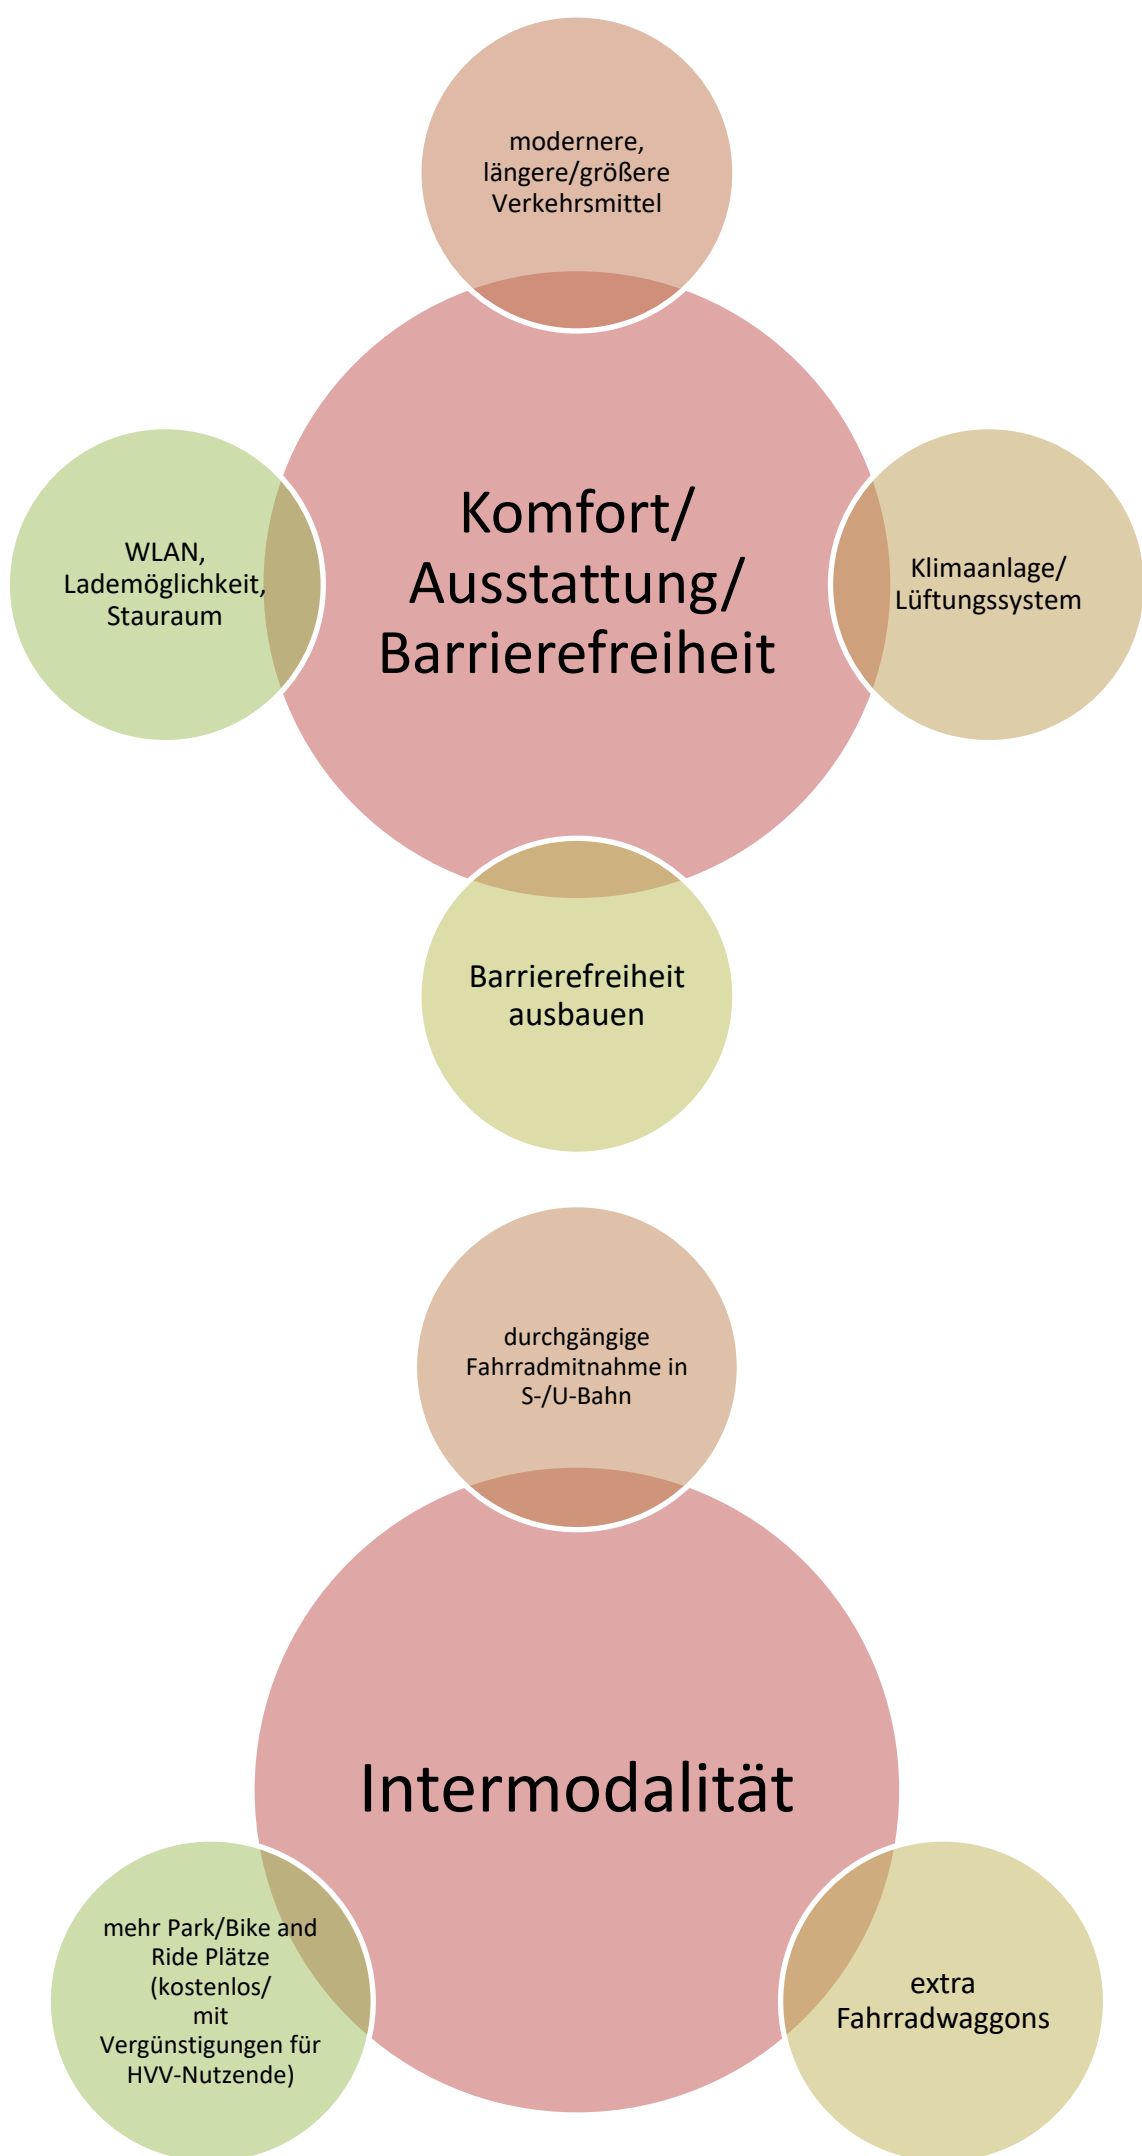 modernere,
längere/größere
Verkehrsmittel
Komfort/
Ausstattung/
Barrierefreiheit
WLAN,
Lademöglichkeit,
Stauraum
Klimaanlage/
Lüftungssystem
Barrierefreiheit
ausbauen
durchgängige
Fahrradmitnahme in
S-/U-Bahn
Intermodalität
mehr Park/Bike and
Ride Plätze
(kostenlos/
mit
Vergünstigungen für
HVV-Nutzende)
extra
Fahrradwaggons